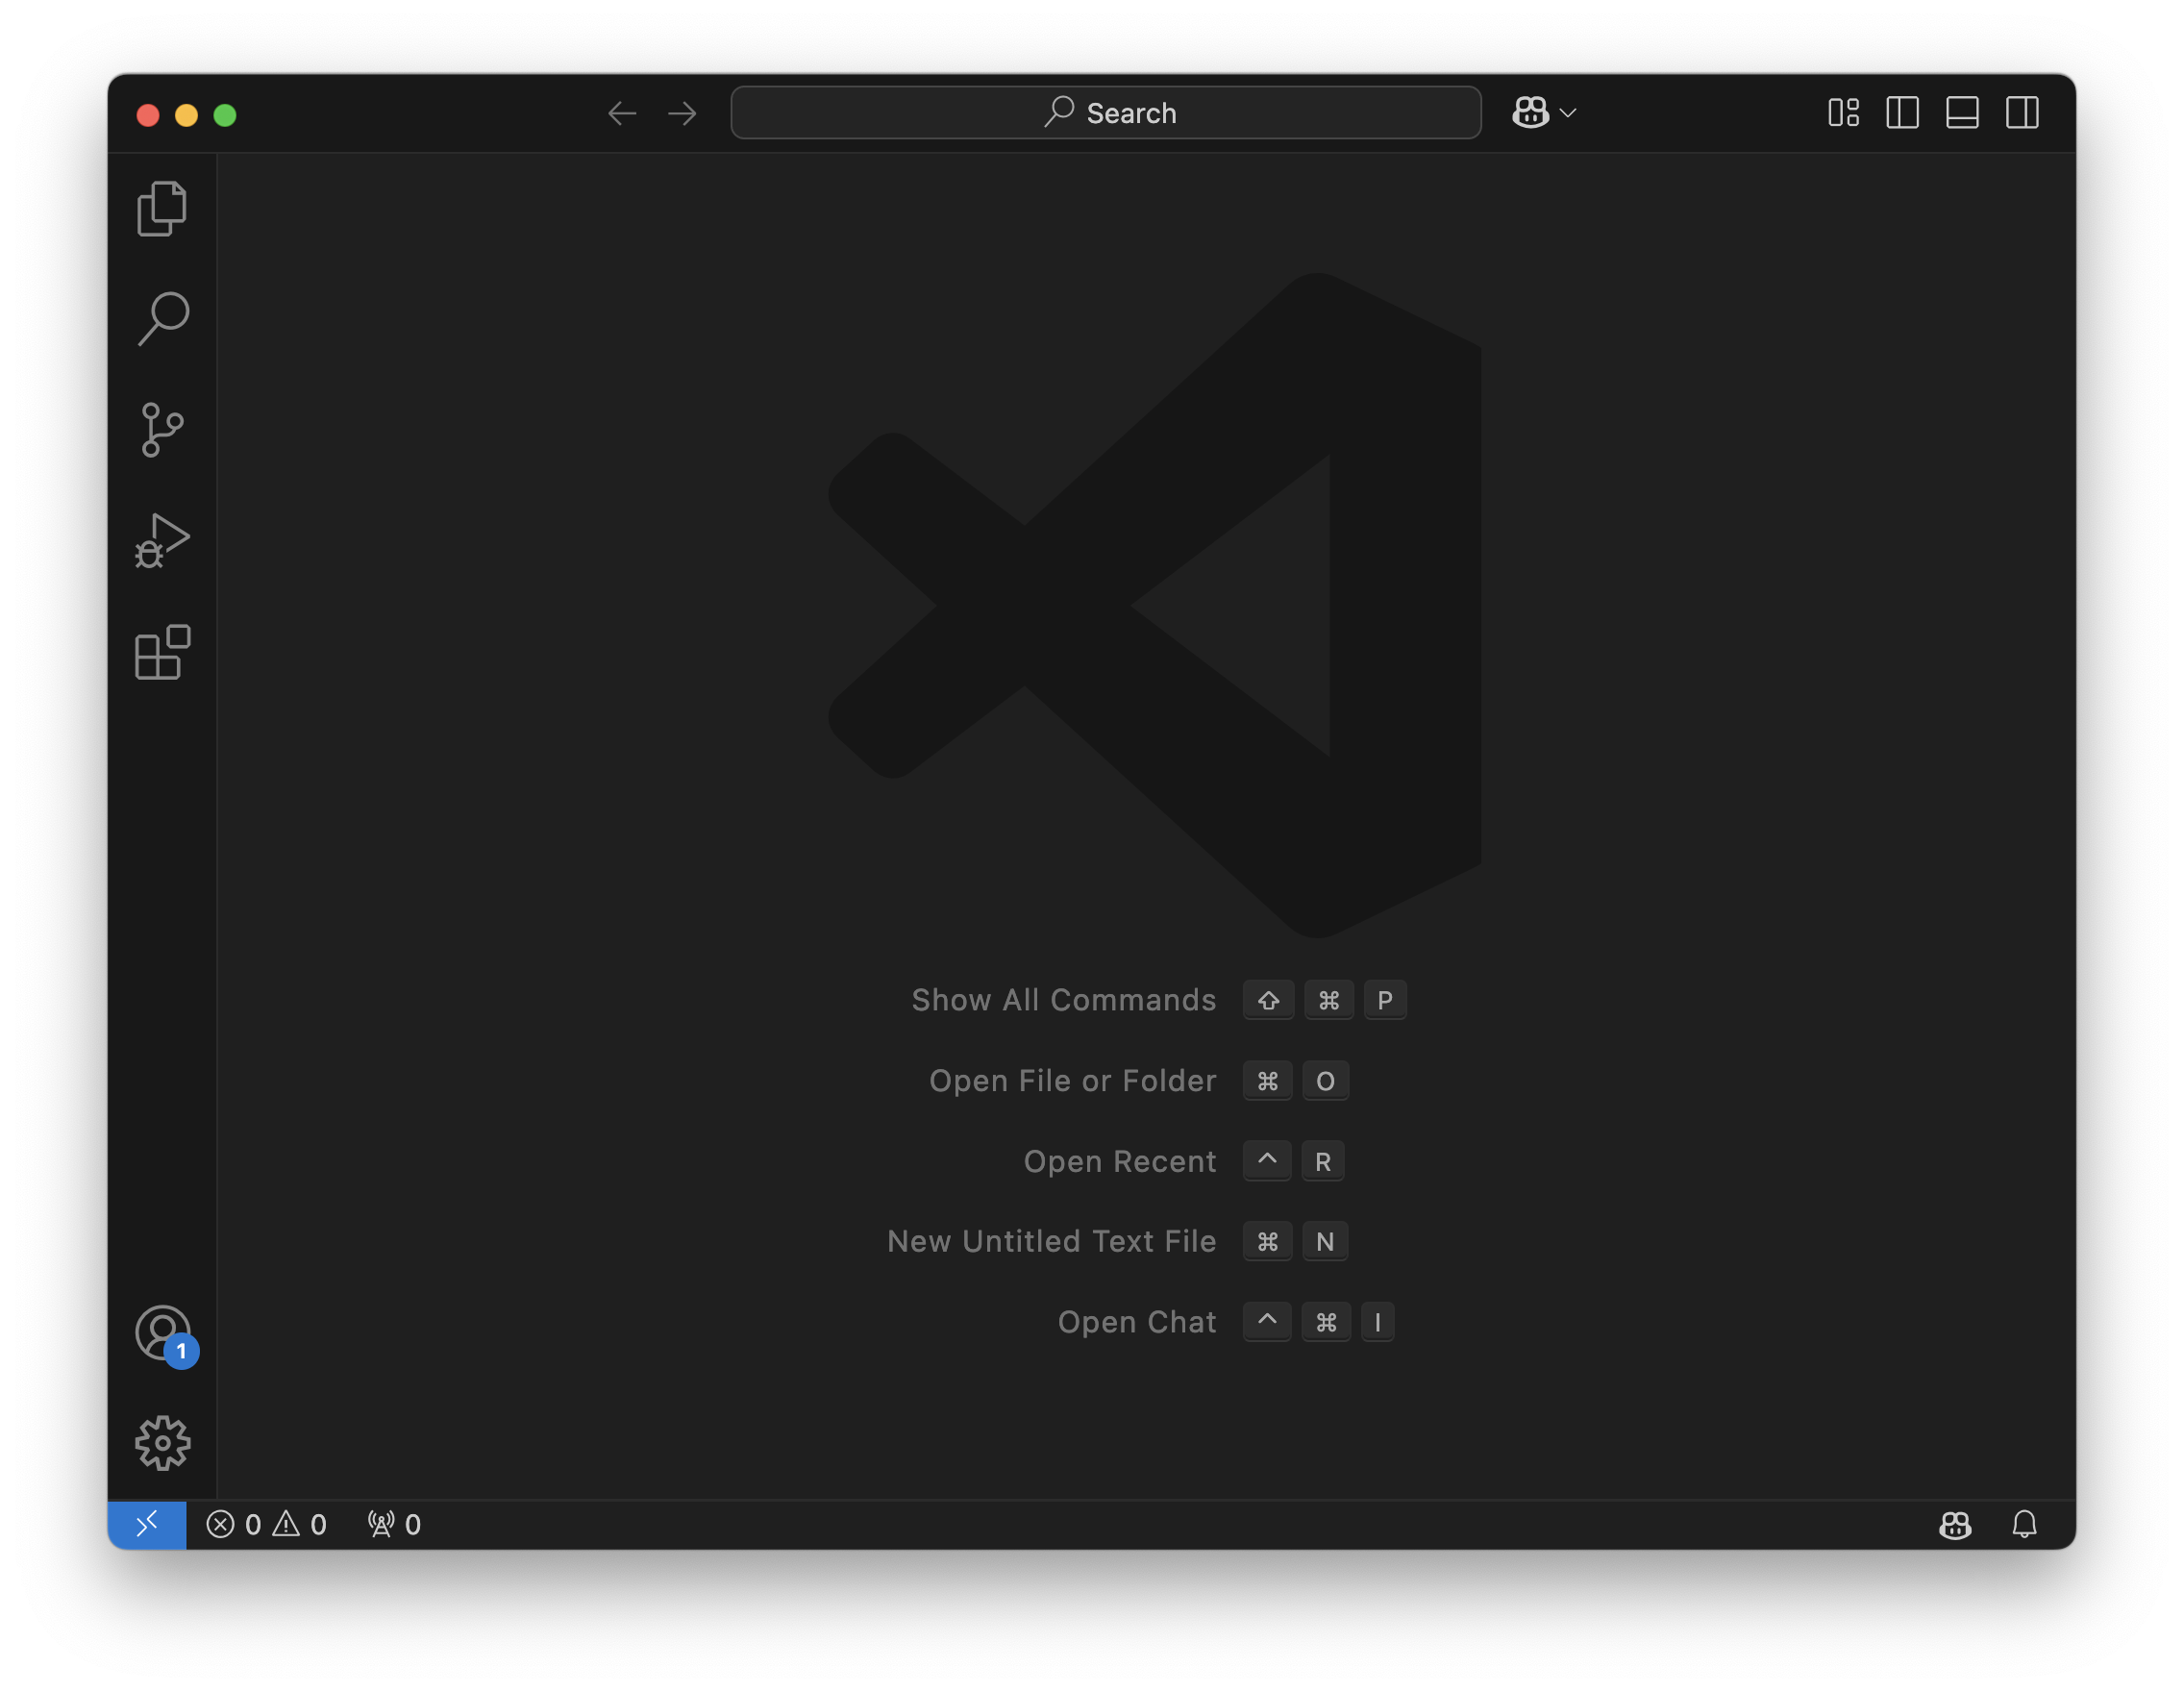 Search
Show All Commands ⇧ ⌘ P
Open File or Folder ⌘ O
Open Recent ^ R
New Untitled Text File ⌘ N
Open Chat ^ ⌘ I
1
0 0 0